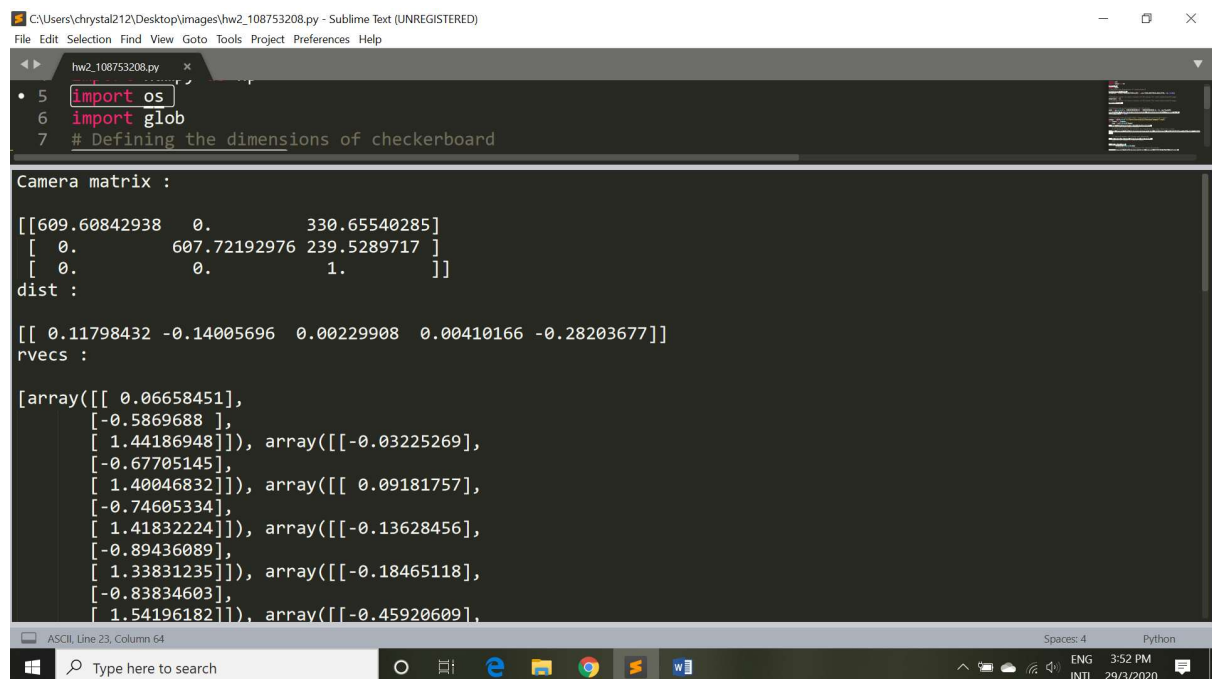 C:\Users\chrystal212\Desktop\images\hw2_108753208.py - Sublime Text (UNREGISTERED)
File Edit Selection Find View Goto Tools Project Preferences Help
hw2_108753208.py
5 import os
6 import glob
7 # Defining the dimensions of checkerboard
Camera matrix :
[[609.60842938 0. 330.65540285]
[ 0. 607.72192976 239.5289717 ]
[ 0. 0. 1. ]]
dist :
[[ 0.11798432 -0.14005696 0.00229908 0.00410166 -0.28203677]]
rvecs :
[array([[ 0.06658451],
[-0.5869688 ],
[ 1.44186948]]), array([[-0.03225269],
[-0.67705145],
[ 1.40046832]]), array([[ 0.09181757],
[-0.74605334],
[ 1.41832224]]), array([[-0.13628456],
[-0.89436089],
[ 1.33831235]]), array([[-0.18465118],
[-0.83834603],
[ 1.54196182]]), array([[-0.45920609],
ASCII, Line 23, Column 64 Spaces: 4 Python
Type here to search ENG 3:52 PM
INTL 29/3/2020